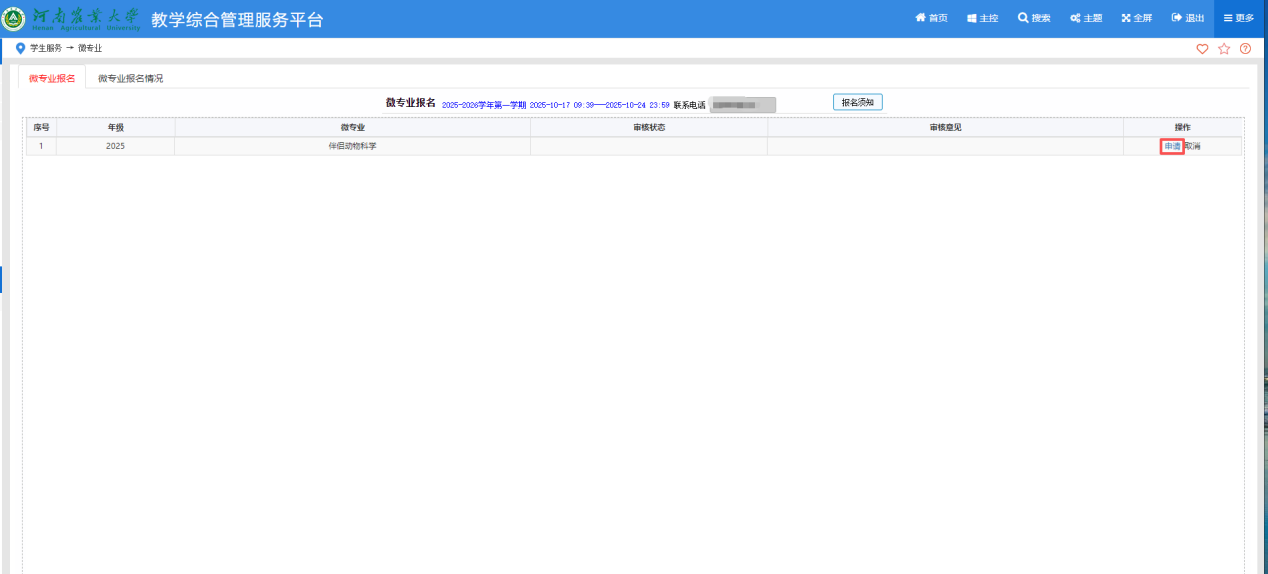 河南农业大学 教学综合管理服务平台 首页 主控 搜索 主题 全屏 退出 更多
Henan Agricultural University
学生服务 → 微专业
微专业报名 微专业报名情况
微专业报名 2025-2026学年第一学期 2025-10-17 09:39——2025-10-24 23:59 联系电话 报名须知
序号 年级 微专业 审核状态 审核意见 操作
1 2025 伴侣动物科学 申请 取消